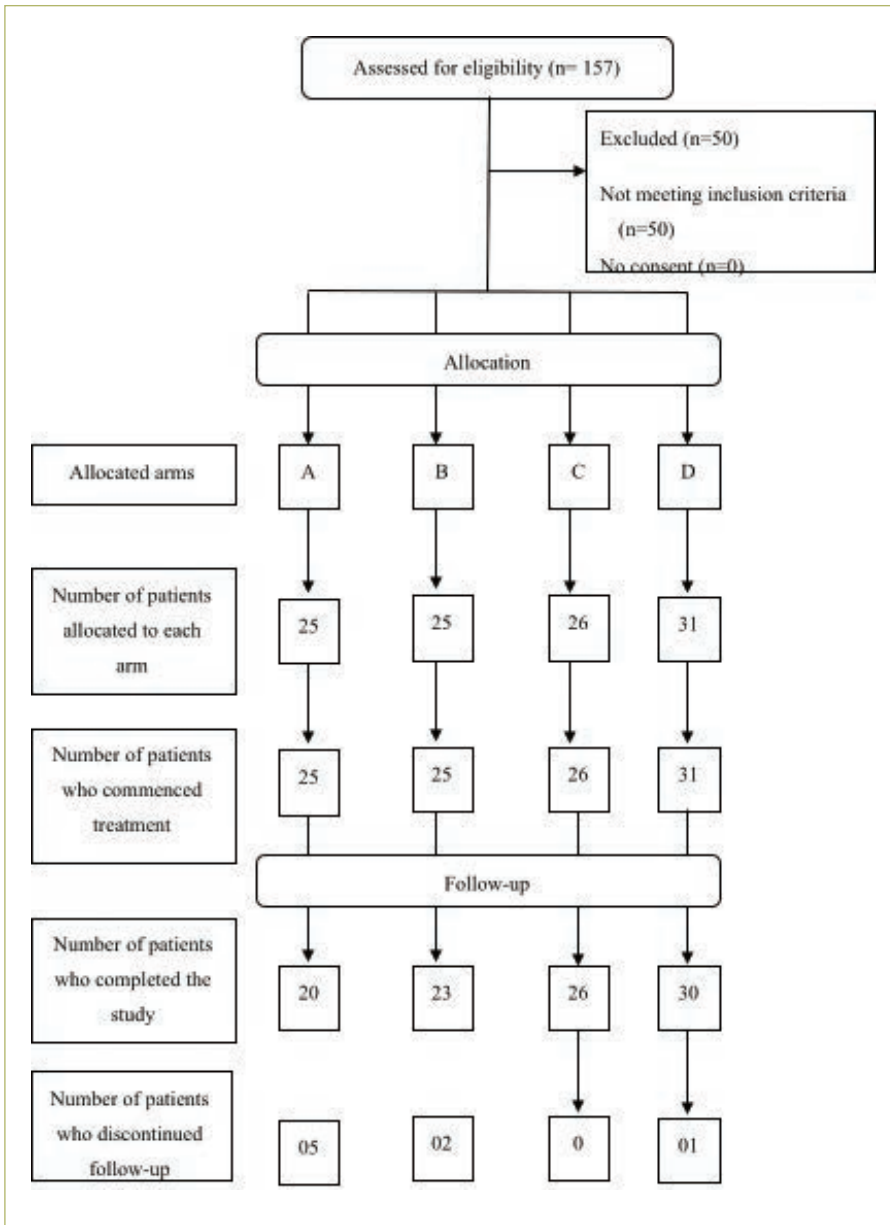 Assessed for eligibility (n= 157)
Excluded (n=50)
Not meeting inclusion criteria
(n=50)
No consent (n=0)
Allocation
Allocated arms
A
B
C
D
Number of patients
allocated to each
arm
25
25
26
31
Number of patients
who commenced
treatment
25
25
26
31
Follow-up
Number of patients
who completed the
study
20
23
26
30
Number of patients
who discontinued
follow-up
05
02
0
01